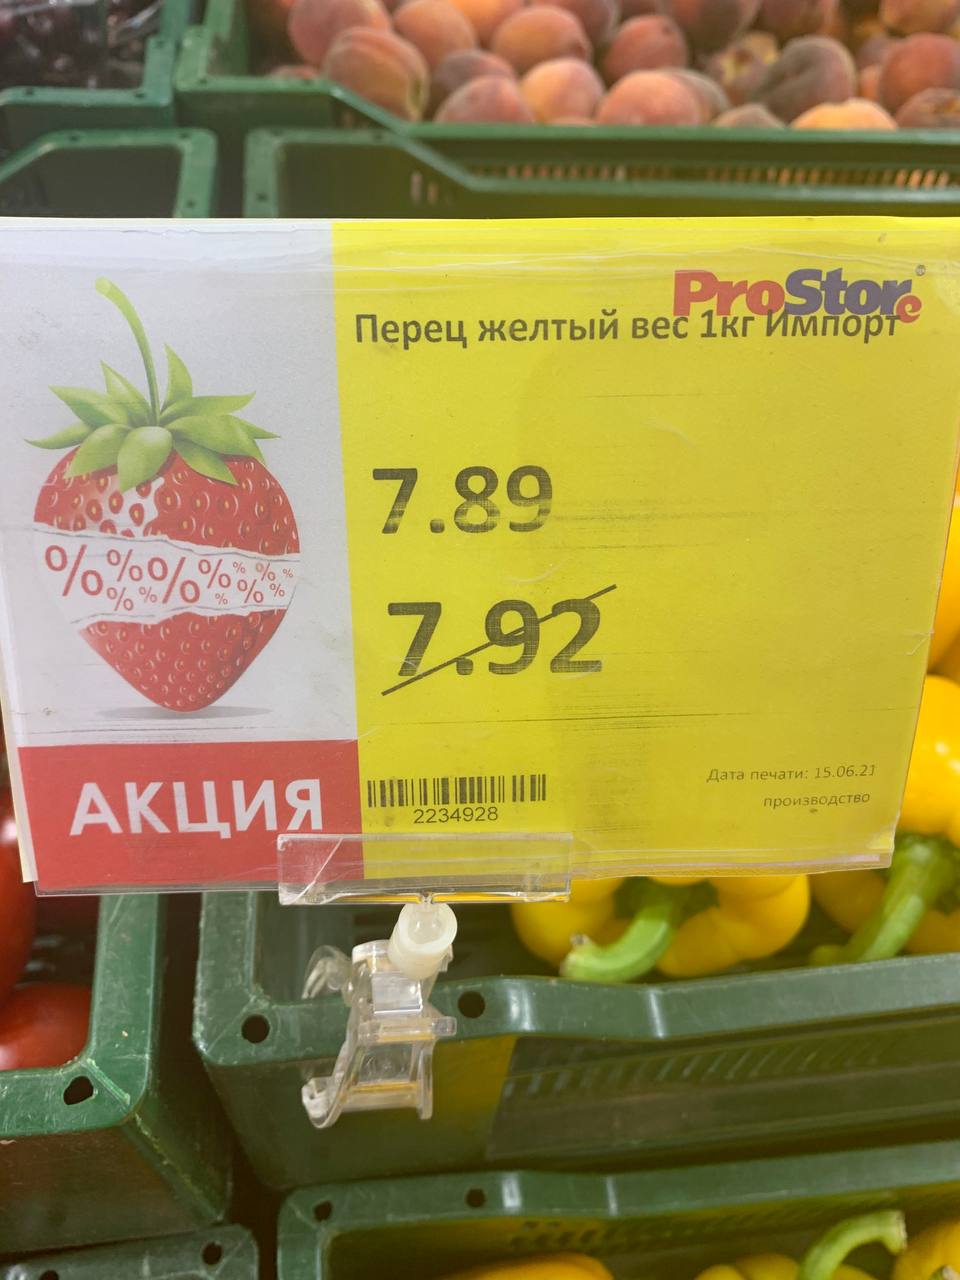 ProStore
Перец желтый вес 1кг Импорт
7.89
7.92
% % % % % % % % % % %
АКЦИЯ
2234928
Дата печати: 15.06.21
производство